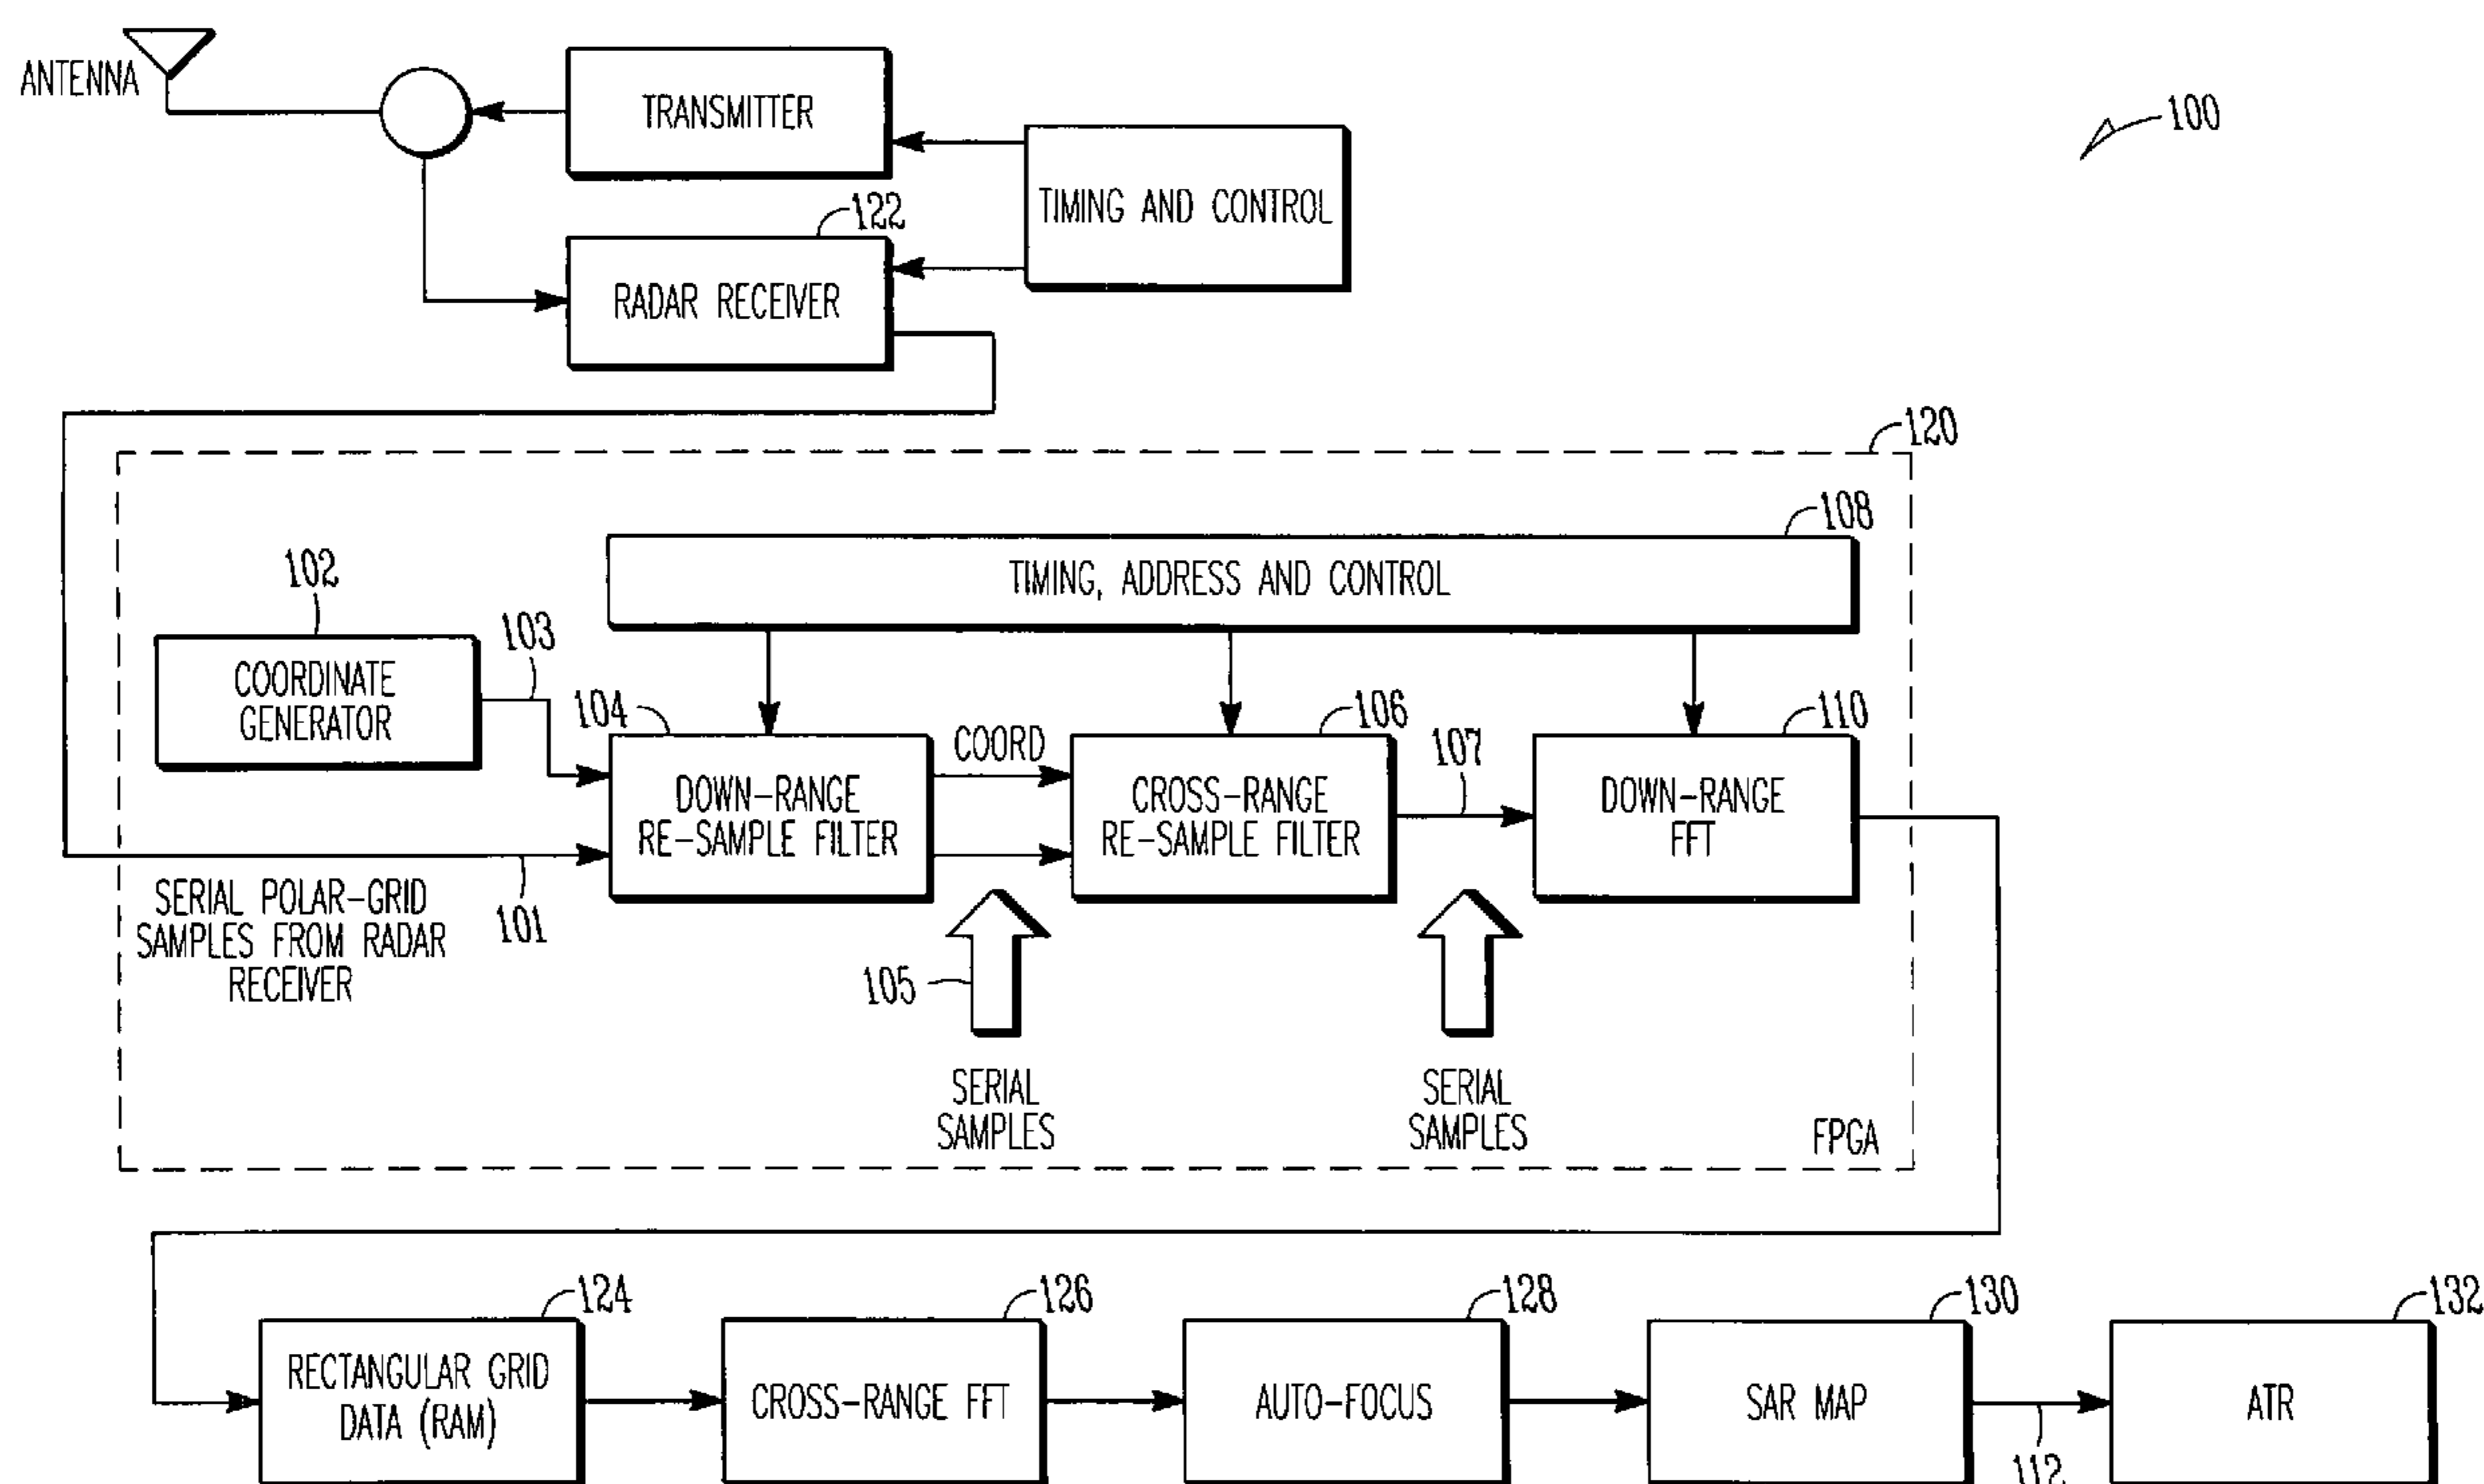 ANTENNA
TRANSMITTER
100
TIMING AND CONTROL
122
RADAR RECEIVER
120
108
TIMING, ADDRESS AND CONTROL
102
103
COORDINATE
GENERATOR
104
COORD
106
107
110
DOWN-RANGE
RE-SAMPLE FILTER
CROSS-RANGE
RE-SAMPLE FILTER
DOWN-RANGE
FFT
SERIAL POLAR-GRID
SAMPLES FROM RADAR
RECEIVER
101
105
SERIAL
SAMPLES
SERIAL
SAMPLES
FPGA
124
126
128
130
132
RECTANGULAR GRID
DATA (RAM)
CROSS-RANGE FFT
AUTO-FOCUS
SAR MAP
ATR
112